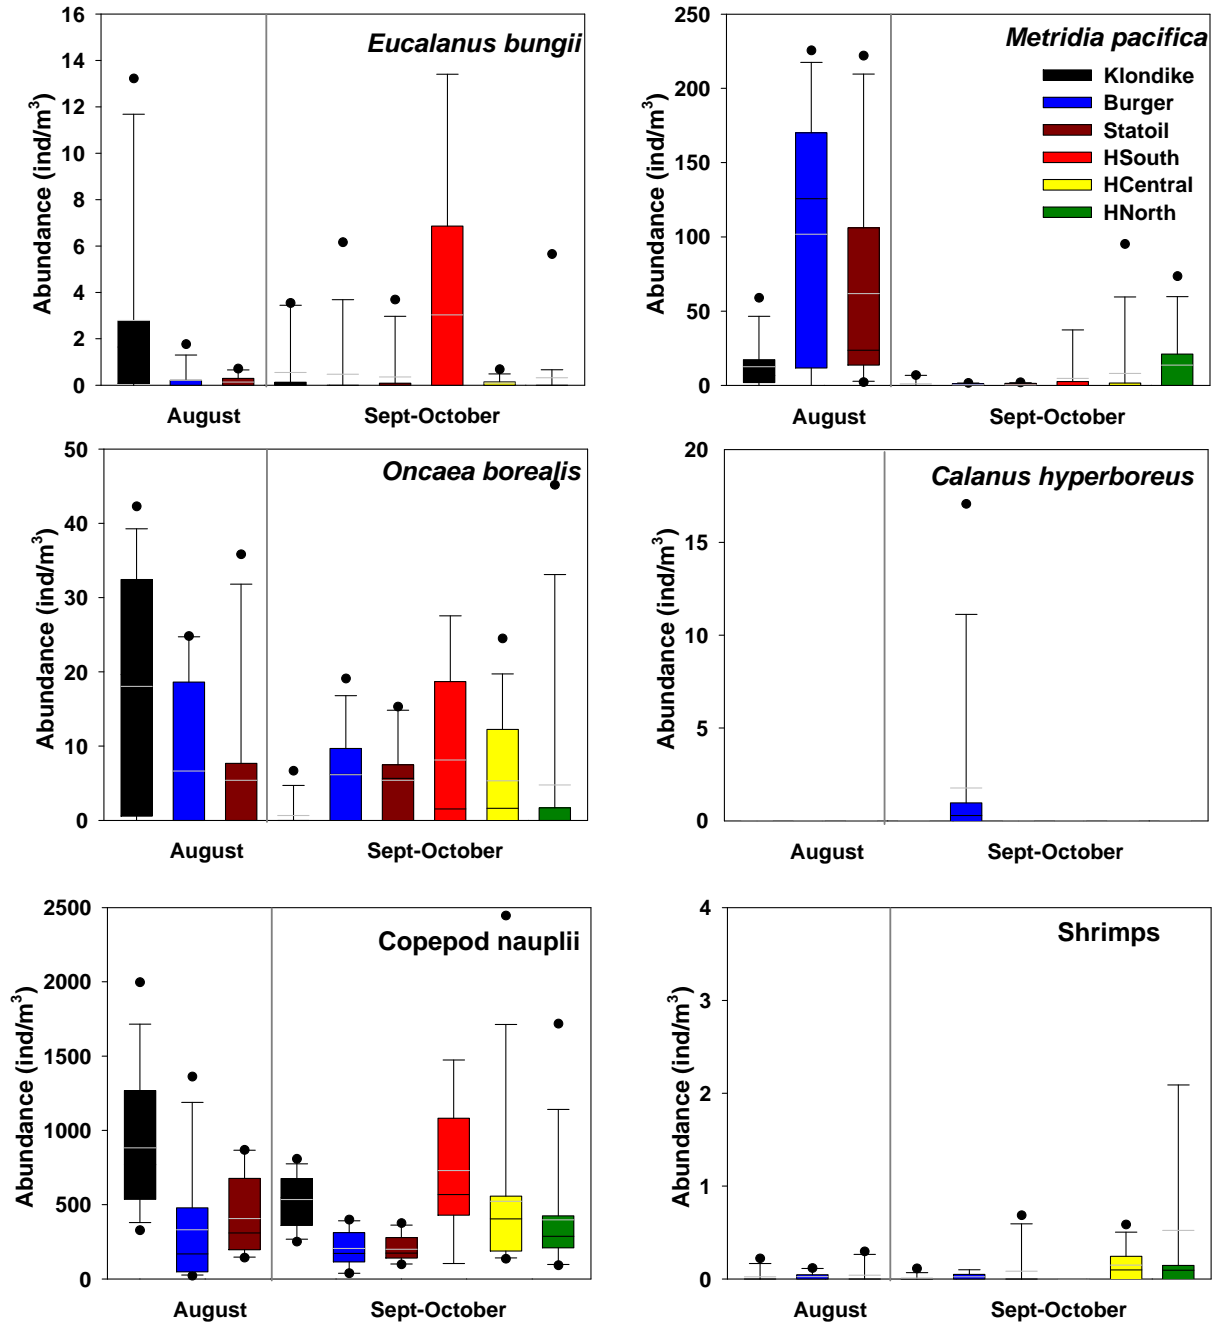 Eucalanus bungii
Abundance (ind/m³)
16
14
12
10
8
6
4
2
0
August
Sept-October
Metridia pacifica
Abundance (ind/m³)
250
200
150
100
50
0
Klondike
Burger
Statoil
HSouth
HCentral
HNorth
August
Sept-October
Oncaea borealis
Abundance (ind/m³)
50
40
30
20
10
0
August
Sept-October
Calanus hyperboreus
Abundance (ind/m³)
20
15
10
5
0
August
Sept-October
Copepod nauplii
Abundance (ind/m³)
2500
2000
1500
1000
500
0
August
Sept-October
Shrimps
Abundance (ind/m³)
4
3
2
1
0
August
Sept-October